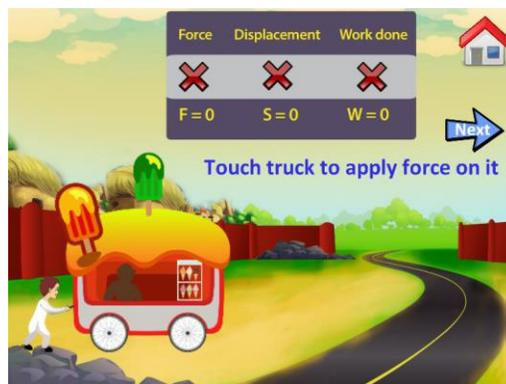 Force Displacement Work done
F = 0 S = 0 W = 0
Next
Touch truck to apply force on it